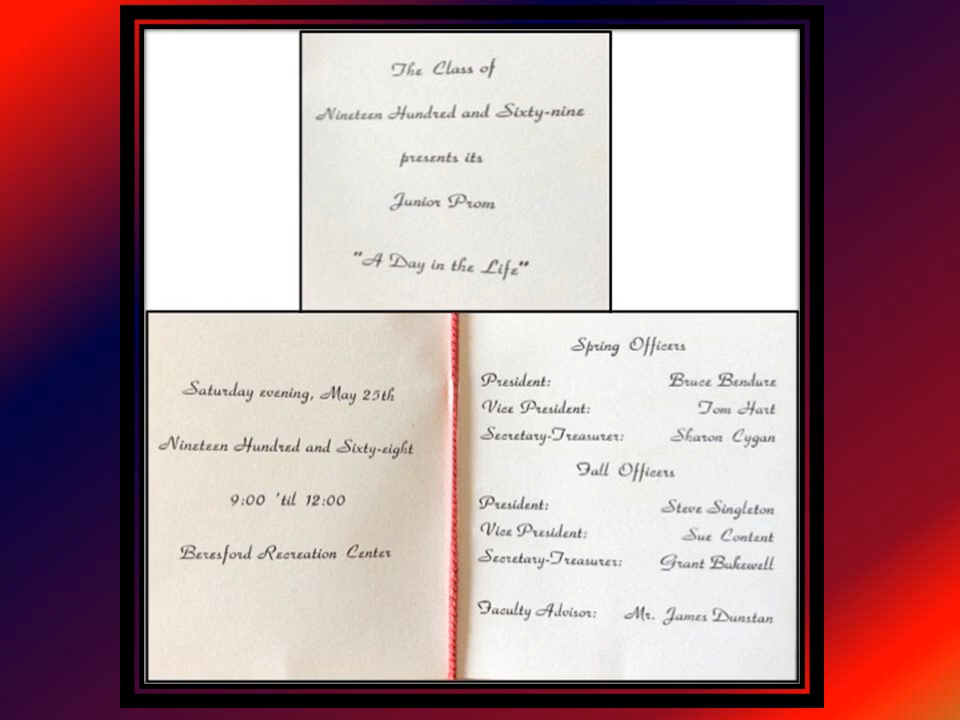 The Class of
Nineteen Hundred and Sixty-nine
presents its
Junior Prom
"A Day in the Life"
Saturday evening, May 25th
Nineteen Hundred and Sixty-eight
9:00 'til 12:00
Beresford Recreation Center
Spring Officers
President: Bruce Bendure
Vice President: Tom Hart
Secretary-Treasurer: Sharon Cygan
Fall Officers
President: Steve Singleton
Vice President: Sue Content
Secretary-Treasurer: Grant Bukewell
Faculty Advisor: Mr. James Dunstan